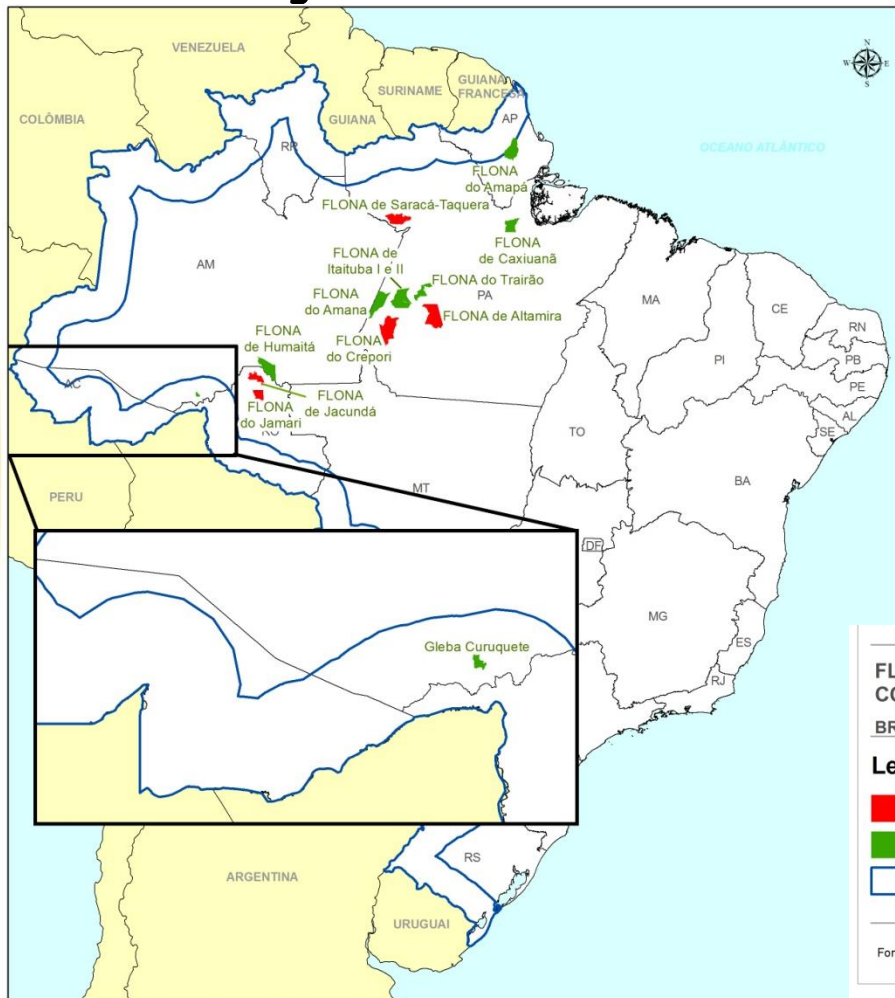 VENEZUELA
COLÔMBIA
GUIANA
SURINAME
GUIANA
FRANCESA
AP
RR
N
W
E
S
OCEANO ATLÂNTICO
FLONA
do Amapá
FLONA de Saracá-Taquera
FLONA
de Caxiuanã
AM
FLONA de
Itaituba I e II
FLONA do Trairão
PA
FLONA
do Amana
FLONA de Altamira
FLONA
do Crepori
MA
CE
RN
PB
PE
AL
SE
PI
FLONA
de Humaitá
AC
FLONA
do Jamari
FLONA
de Jacundá
TO
BA
PERU
MT
DF
MG
ES
RJ
Gleba Curuquete
FL
CO
BR
Le
For
RS
ARGENTINA
URUGUAI